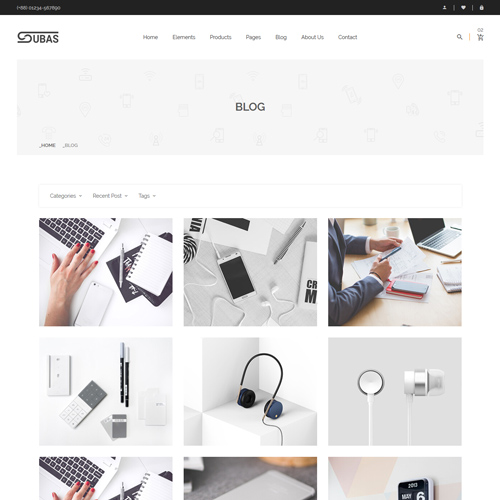 (+88) 01234-567890
SUBAS
Home Elements Products Pages Blog About Us Contact
02
BLOG
_HOME _BLOG
Categories Recent Post Tags
CR
M
2013
MAY 6